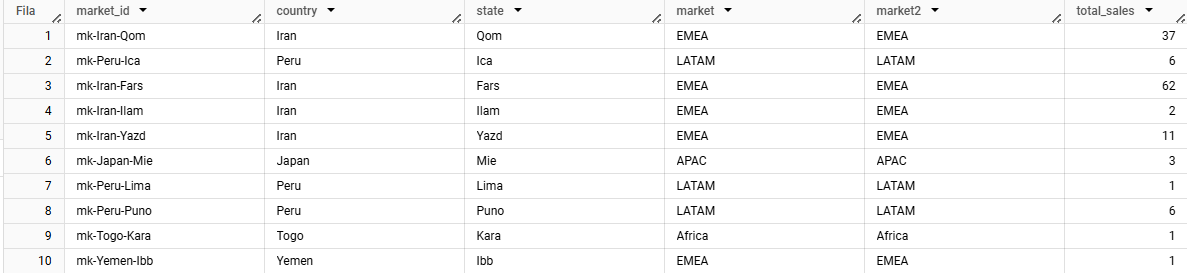 Fila market_id country state market market2 total_sales
1 mk-Iran-Qom Iran Qom EMEA EMEA 37
2 mk-Peru-Ica Peru Ica LATAM LATAM 6
3 mk-Iran-Fars Iran Fars EMEA EMEA 62
4 mk-Iran-Ilam Iran Ilam EMEA EMEA 2
5 mk-Iran-Yazd Iran Yazd EMEA EMEA 11
6 mk-Japan-Mie Japan Mie APAC APAC 3
7 mk-Peru-Lima Peru Lima LATAM LATAM 1
8 mk-Peru-Puno Peru Puno LATAM LATAM 6
9 mk-Togo-Kara Togo Kara Africa Africa 1
10 mk-Yemen-Ibb Yemen Ibb EMEA EMEA 1